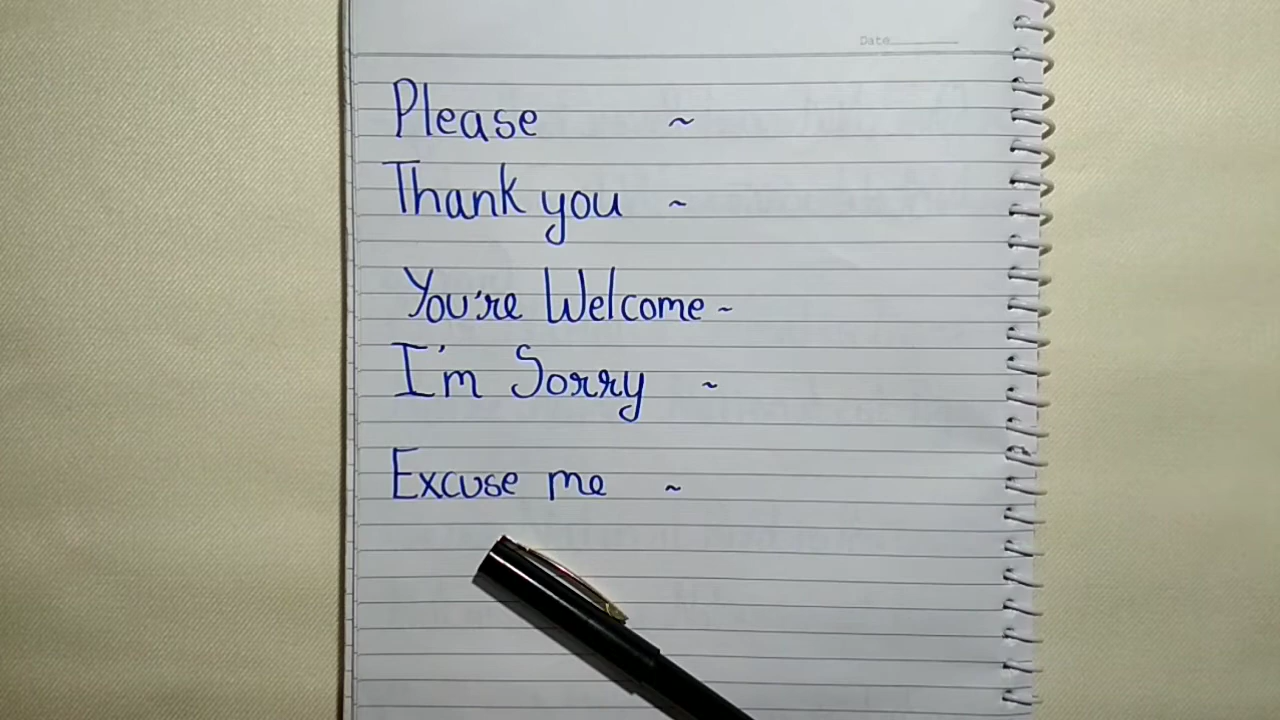 Date
Please ~
Thank you ~
You're Welcome ~
I'm Sorry ~
Excuse me ~